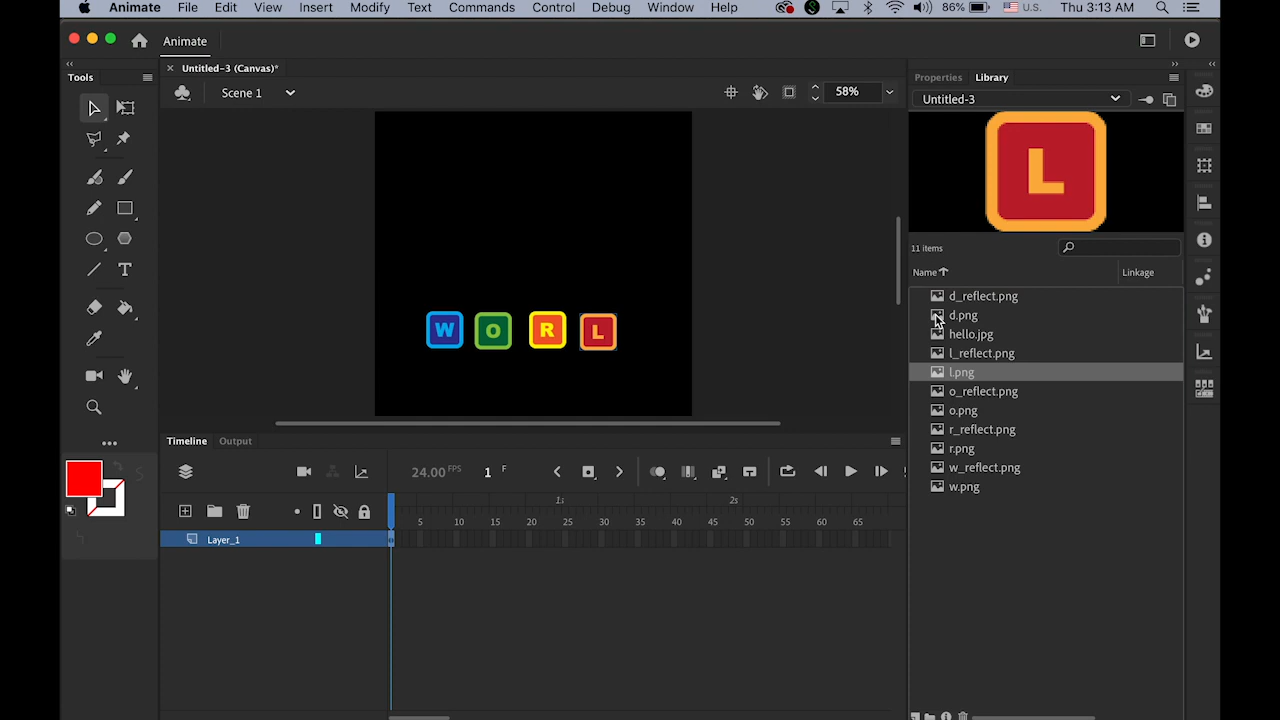 Animate File Edit View Insert Modify Text Commands Control Debug Window Help 86% U.S. Thu 3:13 AM
Animate
Tools
Untitled-3 (Canvas)*
Properties Library
Scene 1 58%
Untitled-3
L
11 items
Name Linkage
d_reflect.png
d.png
hello.jpg
l_reflect.png
l.png
o_reflect.png
o.png
r_reflect.png
r.png
w_reflect.png
w.png
W O R L
T
Timeline Output
24.00 FPS 1 F
1s 2s
5 10 15 20 25 30 35 40 45 50 55 60 65
Layer_1